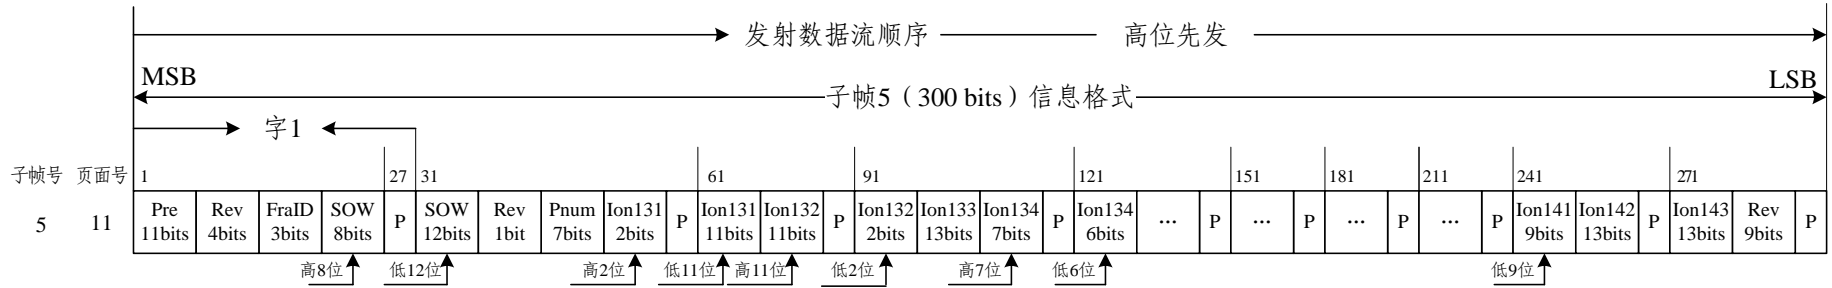 发射数据流顺序 高位先发
MSB LSB
子帧5（300 bits）信息格式
字1
子帧号 页面号 1 27 31 61 91 121 151 181 211 241 271
5 11 Pre 11bits Rev 4bits FraID 3bits SOW 8bits P SOW 12bits Rev 1bit Pnum 7bits Ion131 2bits P Ion131 11bits Ion132 11bits P Ion132 2bits Ion133 13bits Ion134 7bits P Ion134 6bits ... P ... P ... P ... P Ion141 9bits Ion142 13bits P Ion143 13bits Rev 9bits P
高8位 低12位 高2位 低11位 高11位 低2位 高7位 低6位 低9位